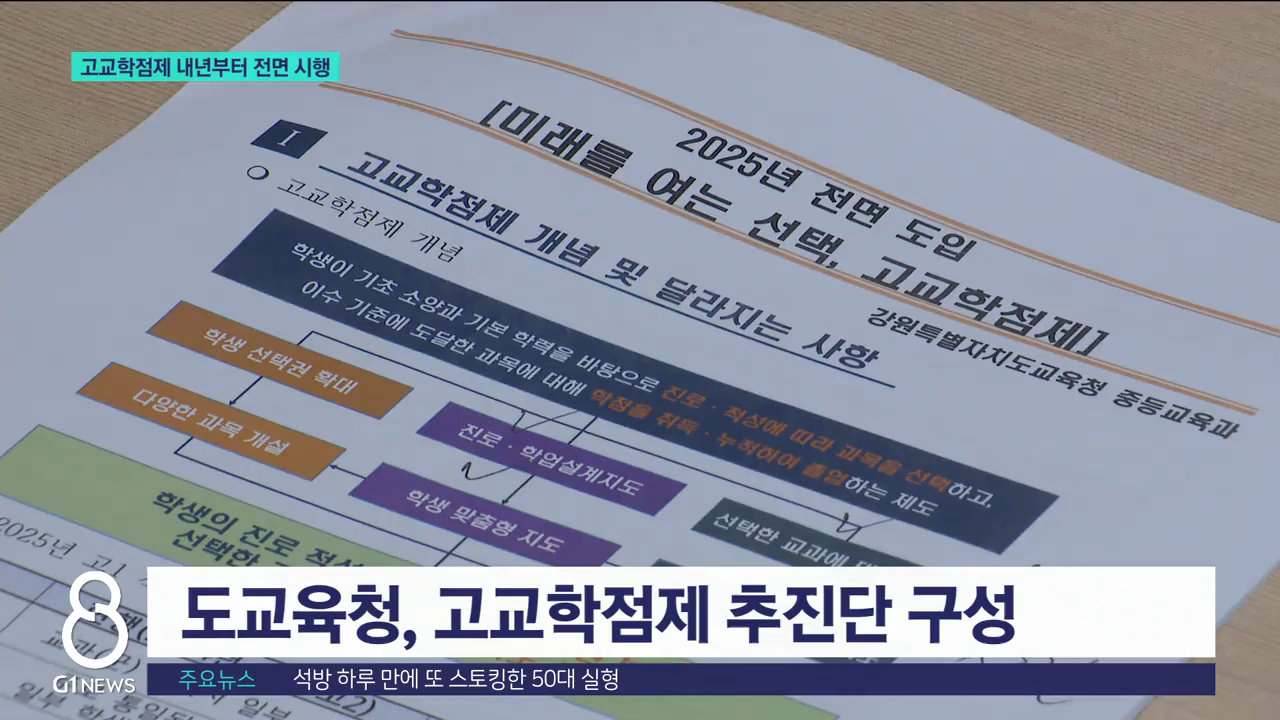 고교학점제 내년부터 전면 시행
2025년 전면 도입
[미래를 여는 선택, 고교학점제]
강원특별자치도교육청 중등교육과
I 고교학점제 개념 및 달라지는 사항
○ 고교학점제 개념
학생이 기초 소양과 기본 학력을 바탕으로 진로·적성에 따라 과목을 선택하고,
이수 기준에 도달한 과목에 대해 학점을 취득·누적하여 졸업하는 제도
학생 선택권 확대
다양한 과목 개설
진로·학업설계지도
학생 맞춤형 지도
선택한 교과에
학생의 진로
선택한
2025년 고1
도교육청, 고교학점제 추진단 구성
8
G1 NEWS
주요뉴스 석방 하루 만에 또 스토킹한 50대 실형